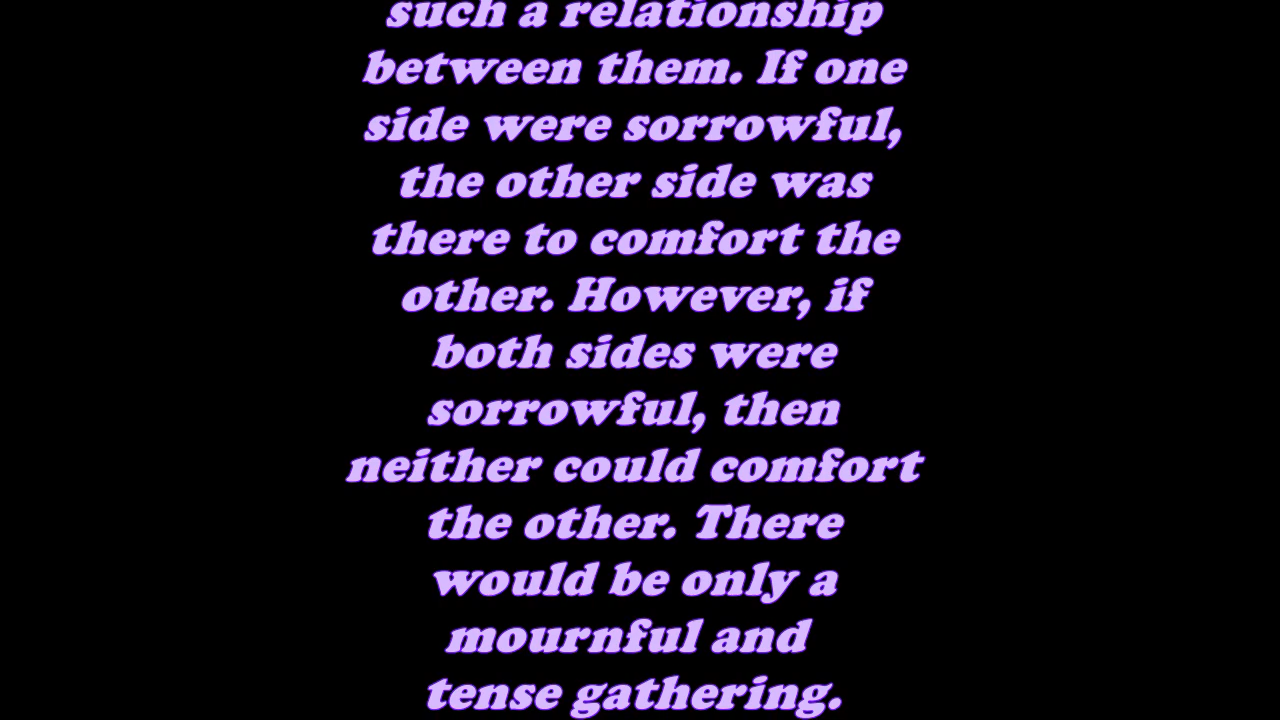 such a relationship
between them. If one
side were sorrowful,
the other side was
there to comfort the
other. However, if
both sides were
sorrowful, then
neither could comfort
the other. There
would be only a
mournful and
tense gathering.